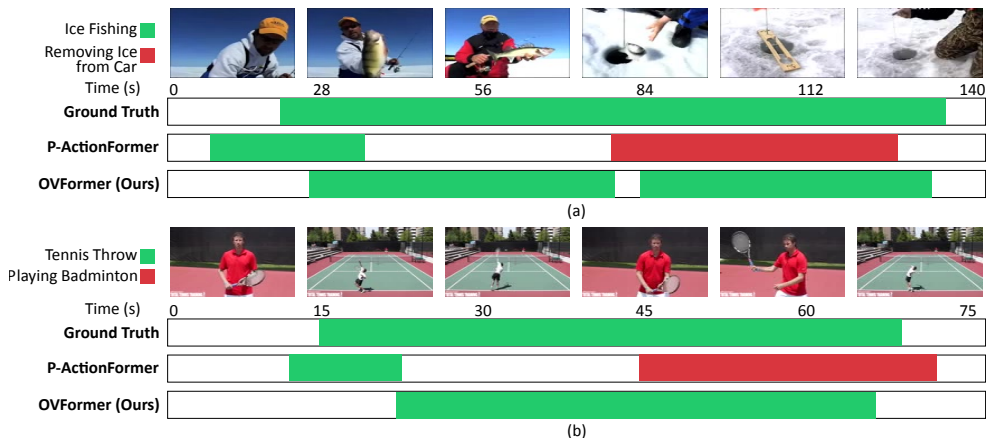 Ice Fishing
Removing Ice
from Car
Time (s) 0 28 56 84 112 140
Ground Truth
P-ActionFormer
OVFormer (Ours)
(a)
Tennis Throw
Playing Badminton
Time (s) 0 15 30 45 60 75
Ground Truth
P-ActionFormer
OVFormer (Ours)
(b)